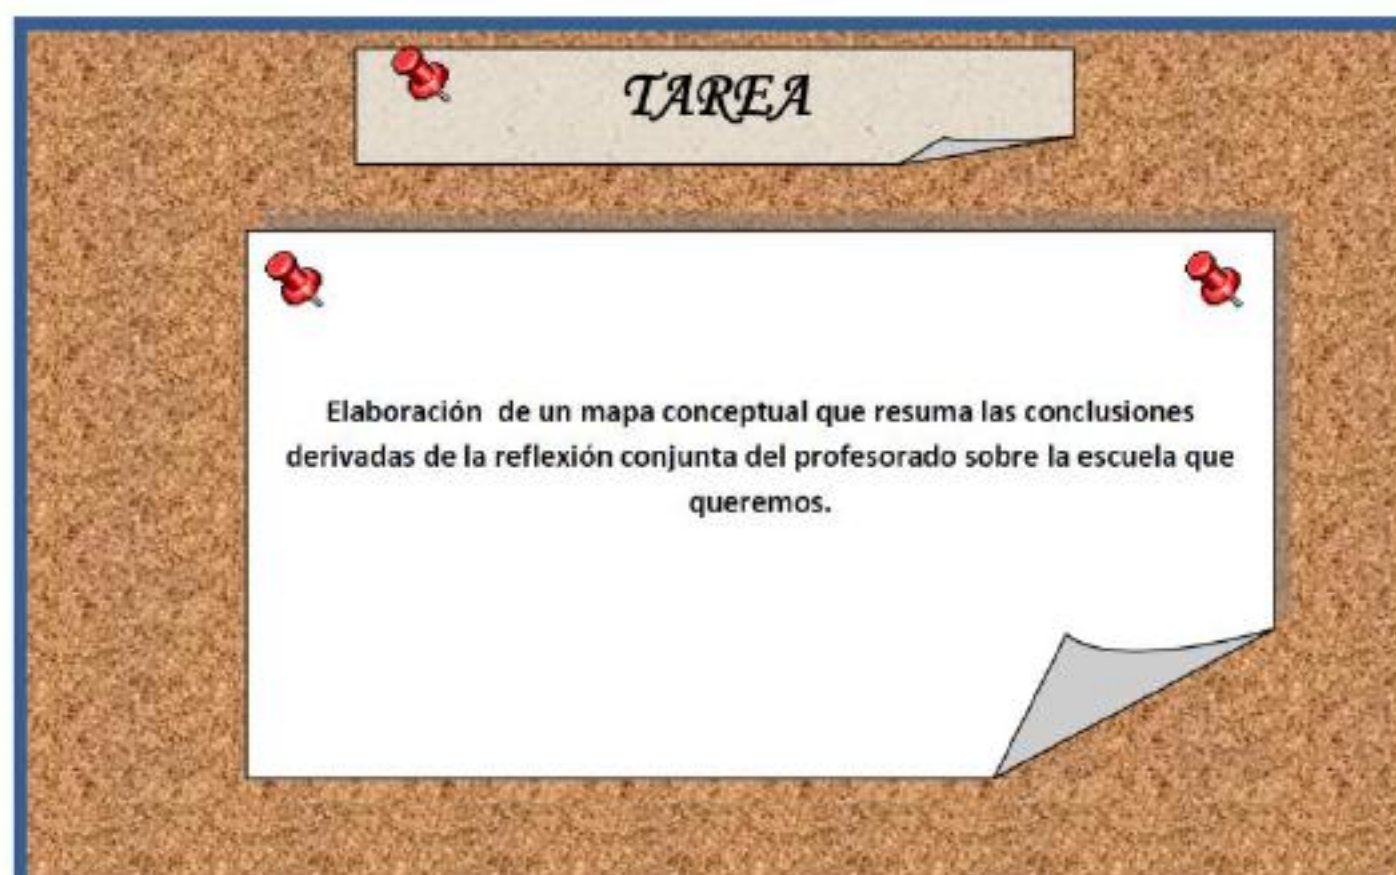 TAREA
Elaboración de un mapa conceptual que resuma las conclusiones
derivadas de la reflexión conjunta del profesorado sobre la escuela que
queremos.